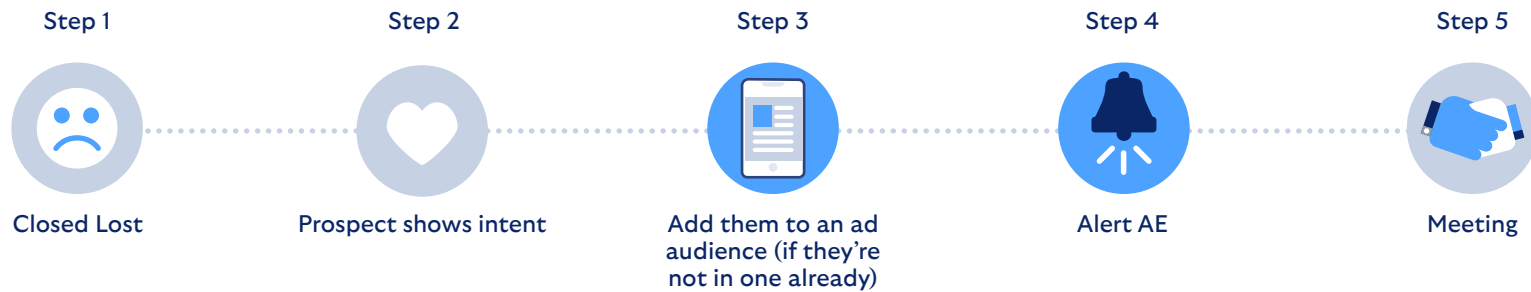 Step 1
Step 2
Step 3
Step 4
Step 5
Closed Lost
Prospect shows intent
Add them to an ad
audience (if they’re
not in one already)
Alert AE
Meeting